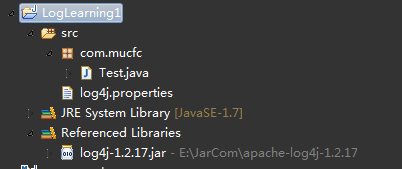 LogLearning1
src
com.mucfc
Test.java
log4j.properties
JRE System Library [JavaSE-1.7]
Referenced Libraries
log4j-1.2.17.jar - E:\JarCom\apache-log4j-1.2.17